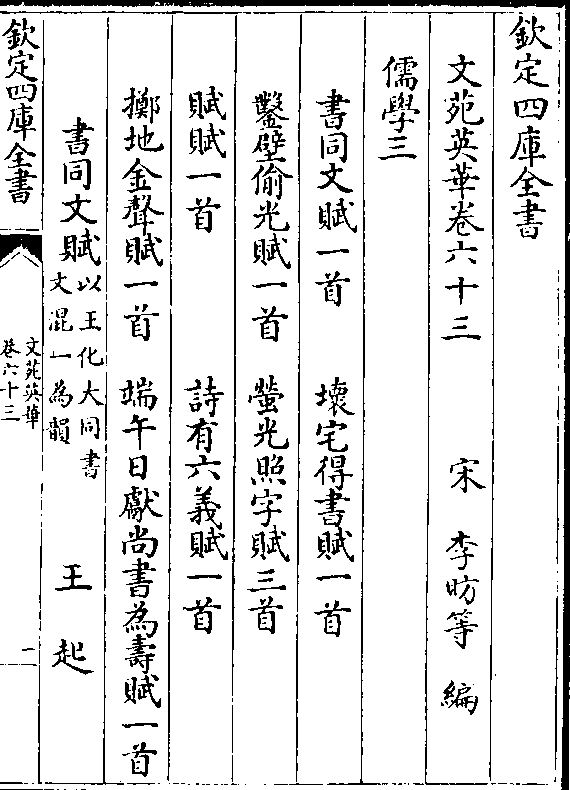 欽定四庫全書
文苑英華卷六十三
宋 李昉等 編
儒學三
書同文賦一首 壞宅得書賦一首
鑿壁偷光賦一首 螢光照字賦三首
賦賦一首 詩有六義賦一首
擲地金聲賦一首 端午日獻尚書為壽賦一首
書同文賦 以王化大同書文混一為韻 王起
欽定四庫全書
文苑英華
卷六十三
一